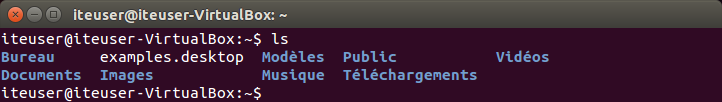 iteuser@iteuser-VirtualBox: ~
iteuser@iteuser-VirtualBox:~$ ls
Bureau examples.desktop Modèles Public Vidéos
Documents Images Musique Téléchargements
iteuser@iteuser-VirtualBox:~$